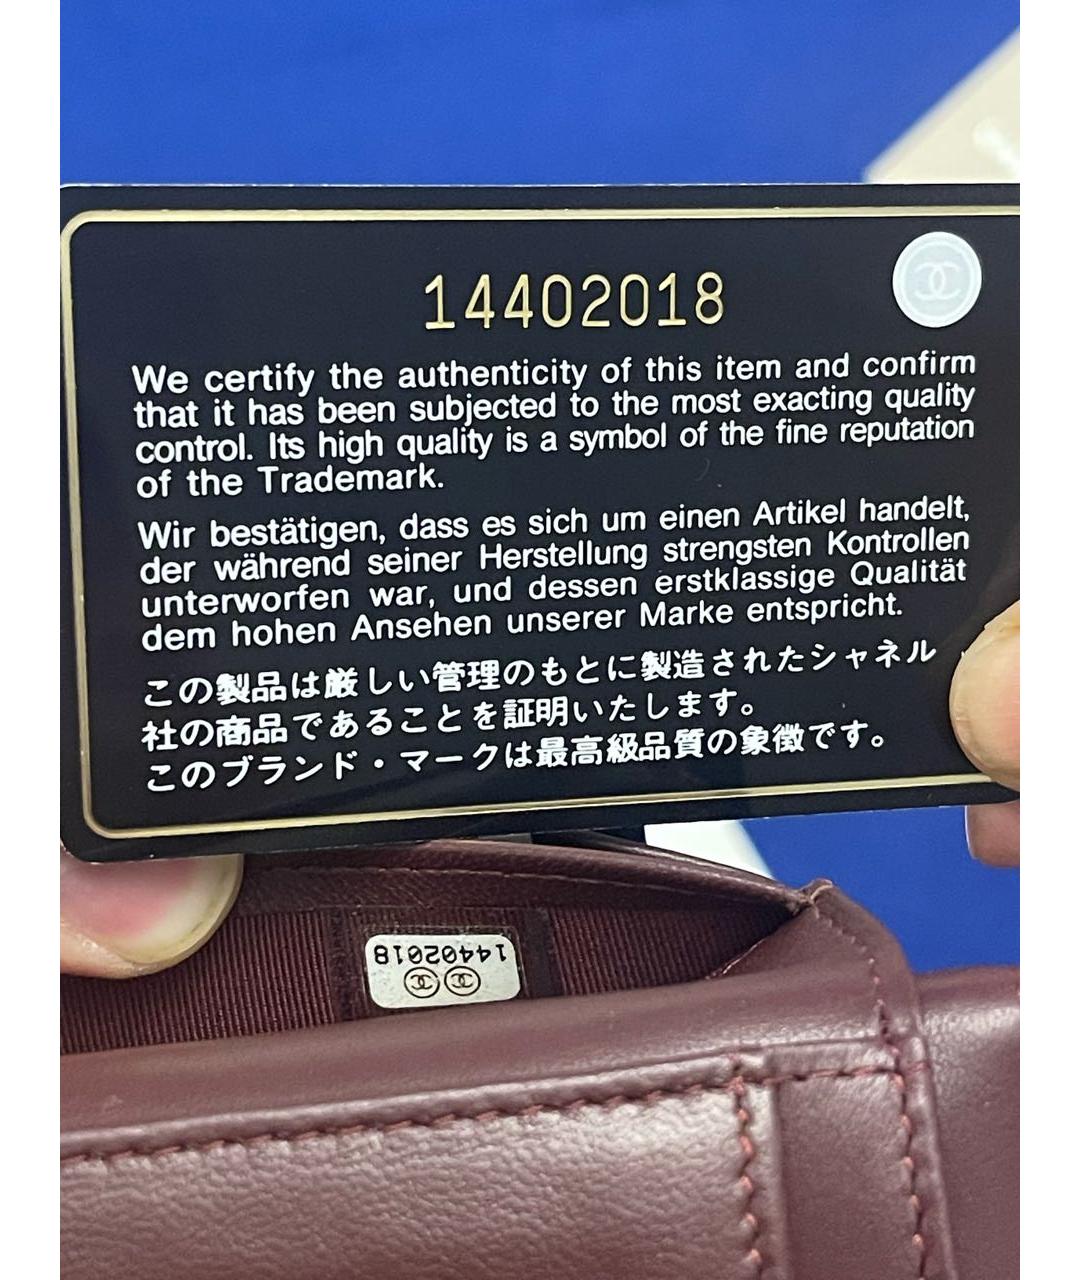 14402018
We certify the authenticity of this item and confirm
that it has been subjected to the most exacting quality
control. Its high quality is a symbol of the fine reputation
of the Trademark.
Wir bestätigen, dass es sich um einen Artikel handelt,
der während seiner Herstellung strengsten Kontrollen
unterworfen war, und dessen erstklassige Qualität
dem hohen Ansehen unserer Marke entspricht.
この製品は厳しい管理のもとに製造されたシャネル
社の商品であることを証明いたします。
このブランド・マークは最高級品質の象徴です。
14402018